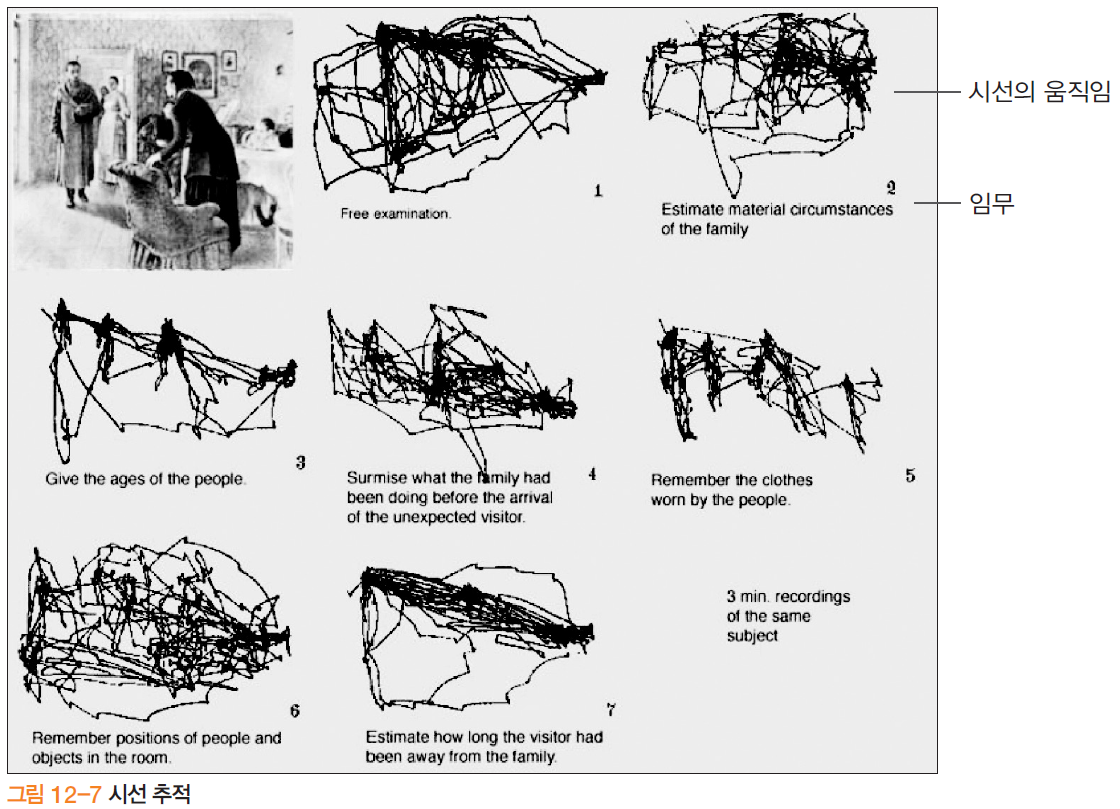 시선의 움직임
1
Free examination.
2
임무
Estimate material circumstances
of the family
3
Give the ages of the people.
4
Surmise what the family had
been doing before the arrival
of the unexpected visitor.
5
Remember the clothes
worn by the people.
6
Remember positions of people and
objects in the room.
7
Estimate how long the visitor had
been away from the family.
3 min. recordings
of the same
subject
그림 12-7 시선 추적